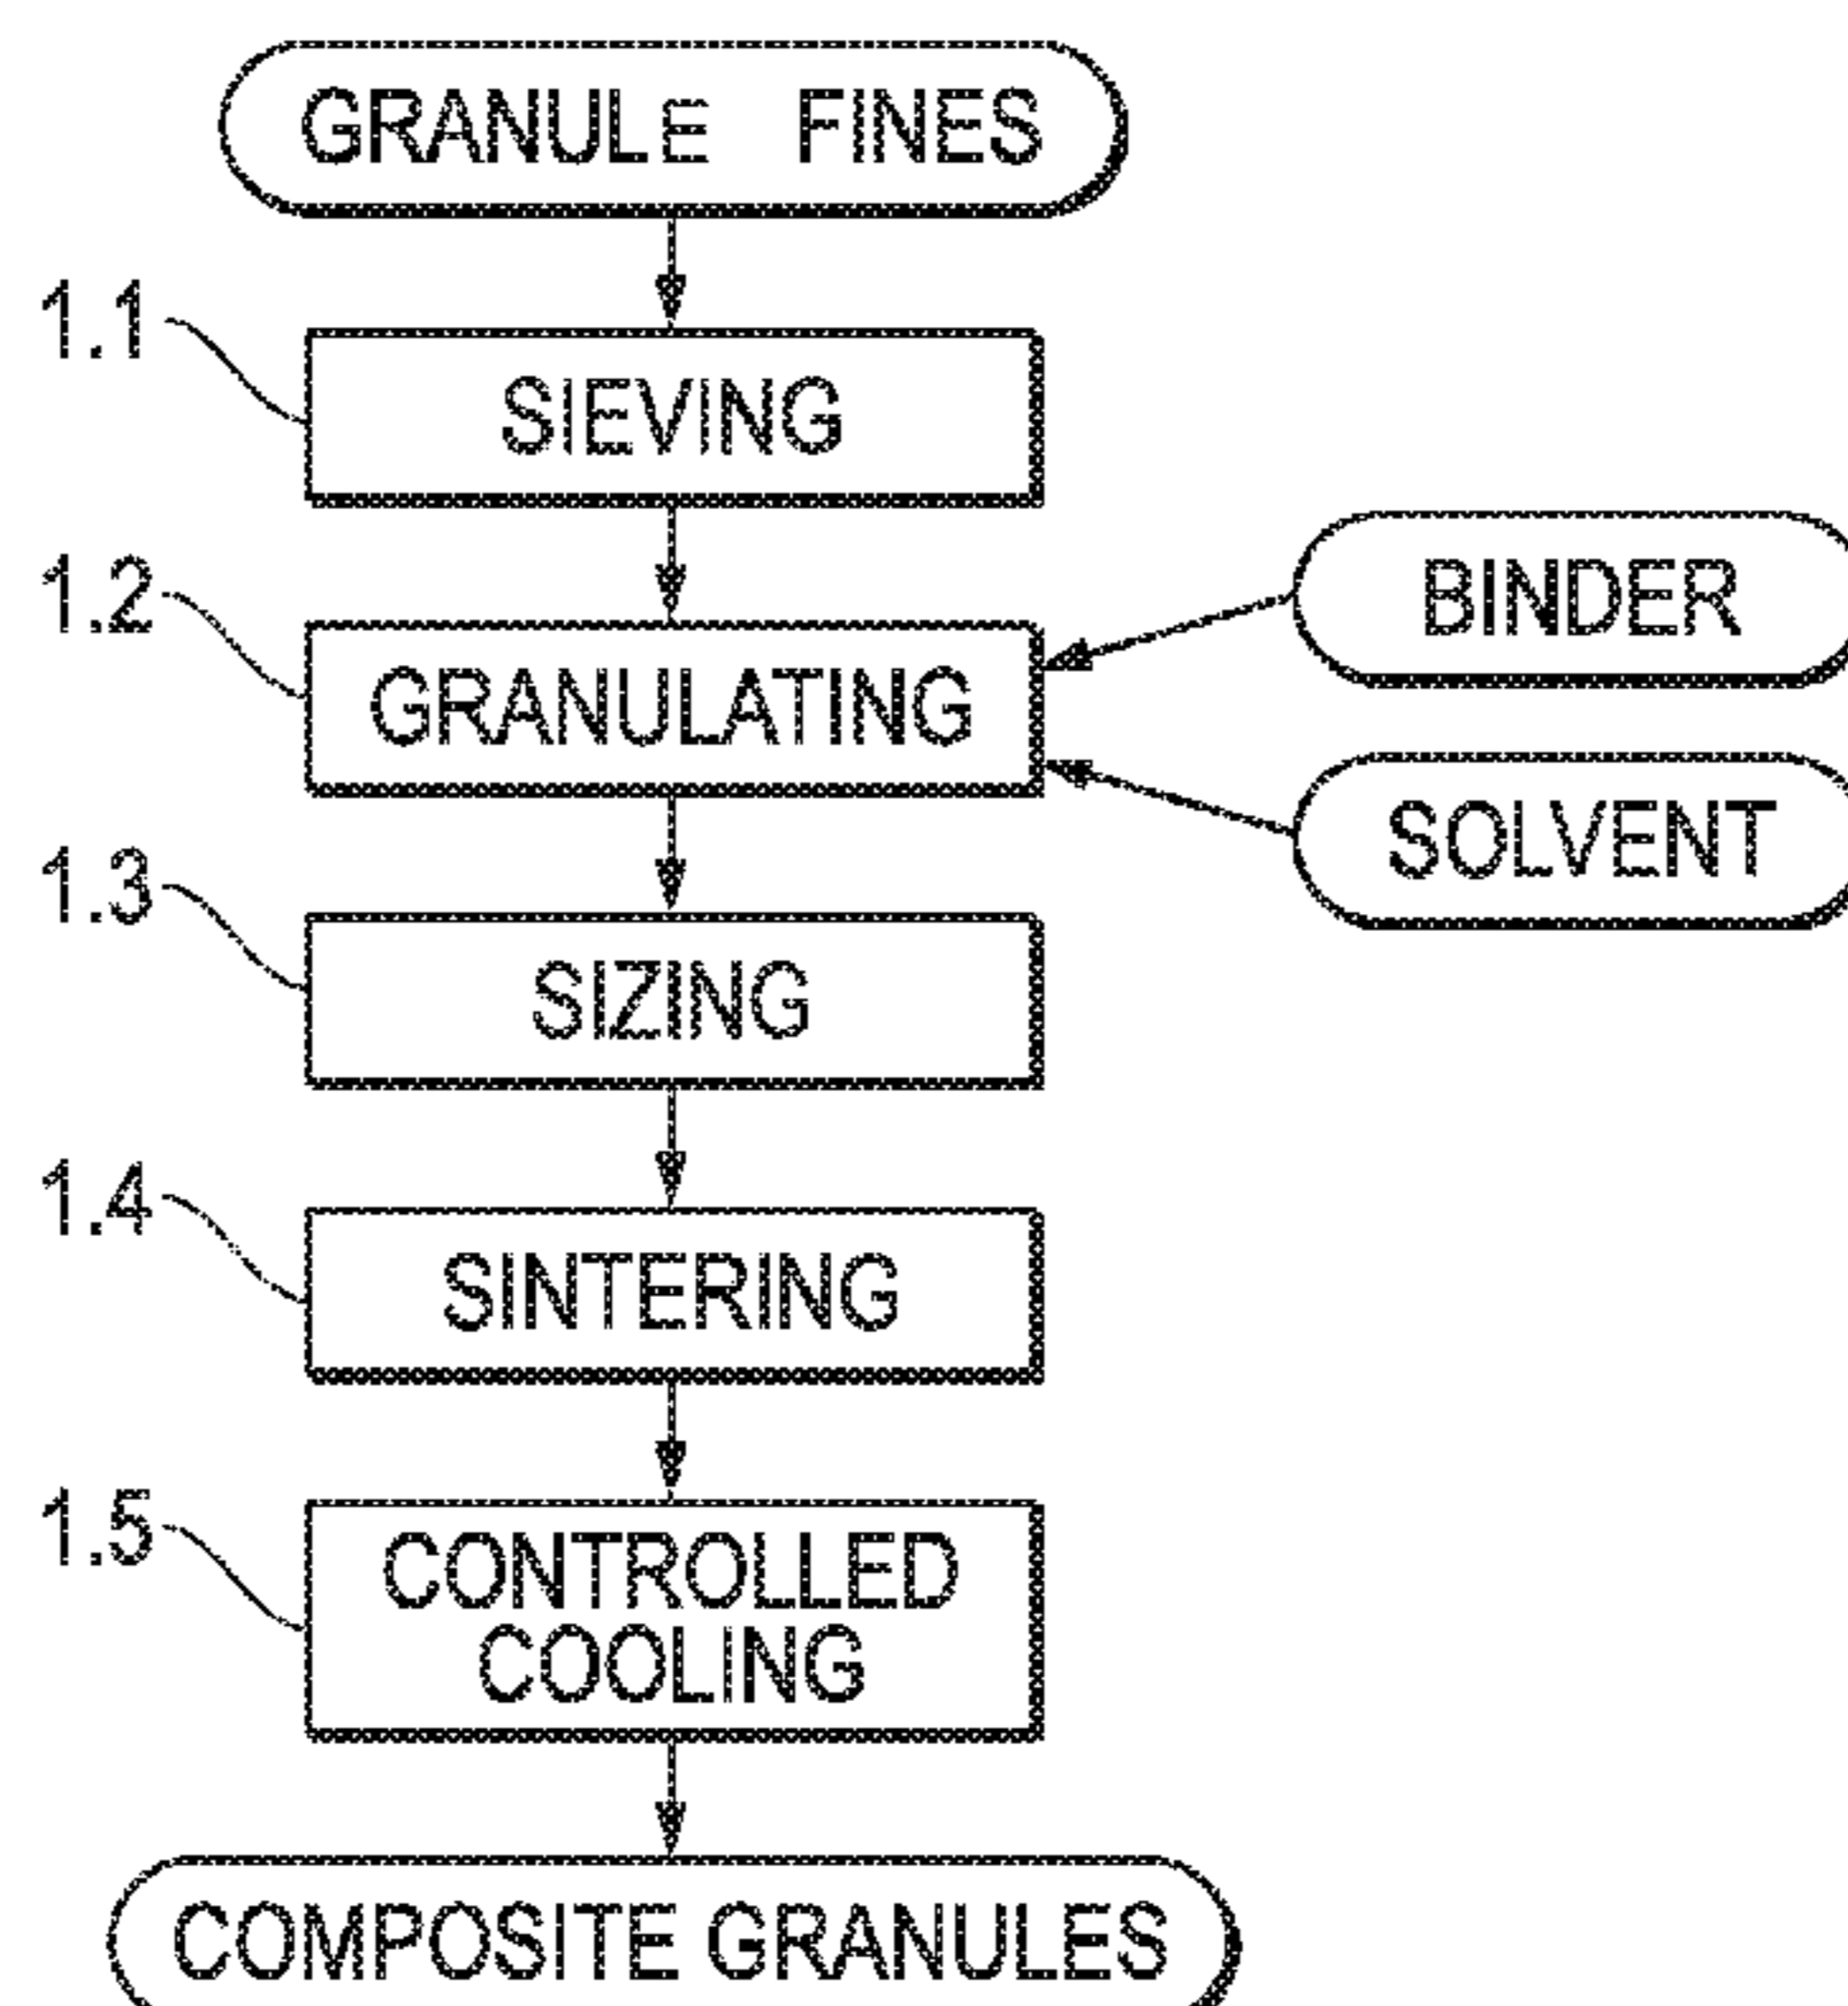 GRANULE FINES
1.1
SIEVING
1.2
GRANULATING
BINDER
SOLVENT
1.3
SIZING
1.4
SINTERING
1.5
CONTROLLED
COOLING
COMPOSITE GRANULES